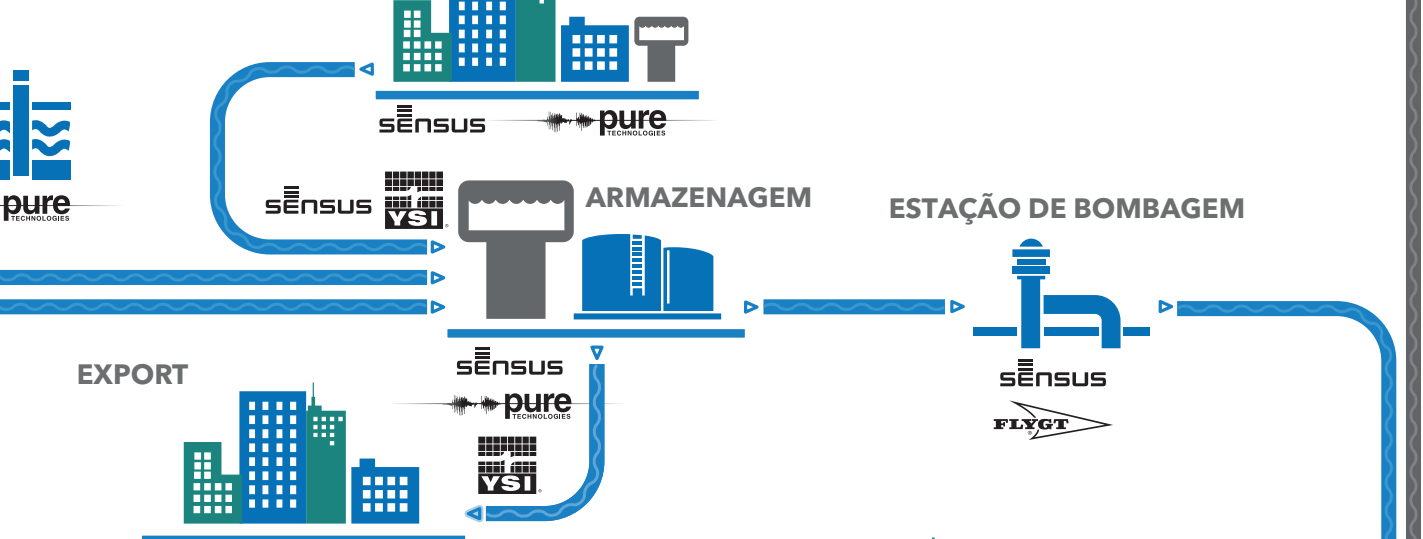 sensus
pure
TECHNOLOGIES
pure
TECHNOLOGIES
sensus
YSI
ARMAZENAGEM
ESTAÇÃO DE BOMBAGEM
sensus
pure
TECHNOLOGIES
YSI
sensus
FLYGT
EXPORT